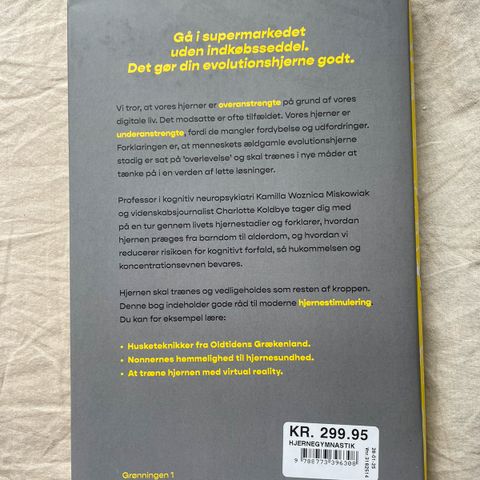 Gå i supermarkedet
uden indkøbsseddel.
Det gør din evolutionshjerne godt.
Vi tror, at vores hjerner er overanstrengte på grund af vores
digitale liv. Det modsatte er ofte tilfældet. Vores hjerner er
underanstrengte, fordi de mangler fordybelse og udfordringer.
Forklaringen er, at menneskets ældgamle evolutionshjerne
stadig er sat på 'overlevelse' og skal trænes i nye måder at
tænke på i en verden af lette løsninger.
Professor i kognitiv neuropsykiatri Kamilla Woznica Miskowiak
og videnskabsjournalist Charlotte Koldbye tager dig med
på en tur gennem livets hjernestadier og forklarer, hvordan
hjernen præges fra barndom til alderdom, og hvordan vi
reducerer risikoen for kognitivt forfald, så hukommelsen og
koncentrationsevnen bevares.
Hjernen skal trænes og vedligeholdes som resten af kroppen.
Denne bog indeholder gode råd til moderne hjernestimulering.
Du kan for eksempel lære:
• Husketeknikker fra Oldtidens Grækenland.
• Nonnernes hemmelighed til hjernesundhed.
• At træne hjernen med virtual reality.
KR. 299.95
HJERNEGYMNASTIK
9 788773 396308
28-01-25
Grønningen 1